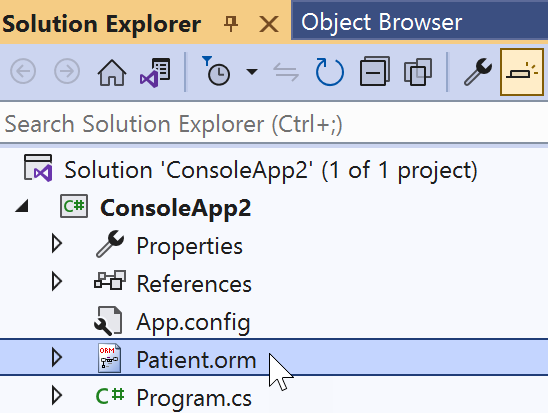 Solution Explorer Object Browser
Search Solution Explorer (Ctrl+;)
Solution 'ConsoleApp2' (1 of 1 project)
C# ConsoleApp2
Properties
References
App.config
ORM Patient.orm
C# Program.cs